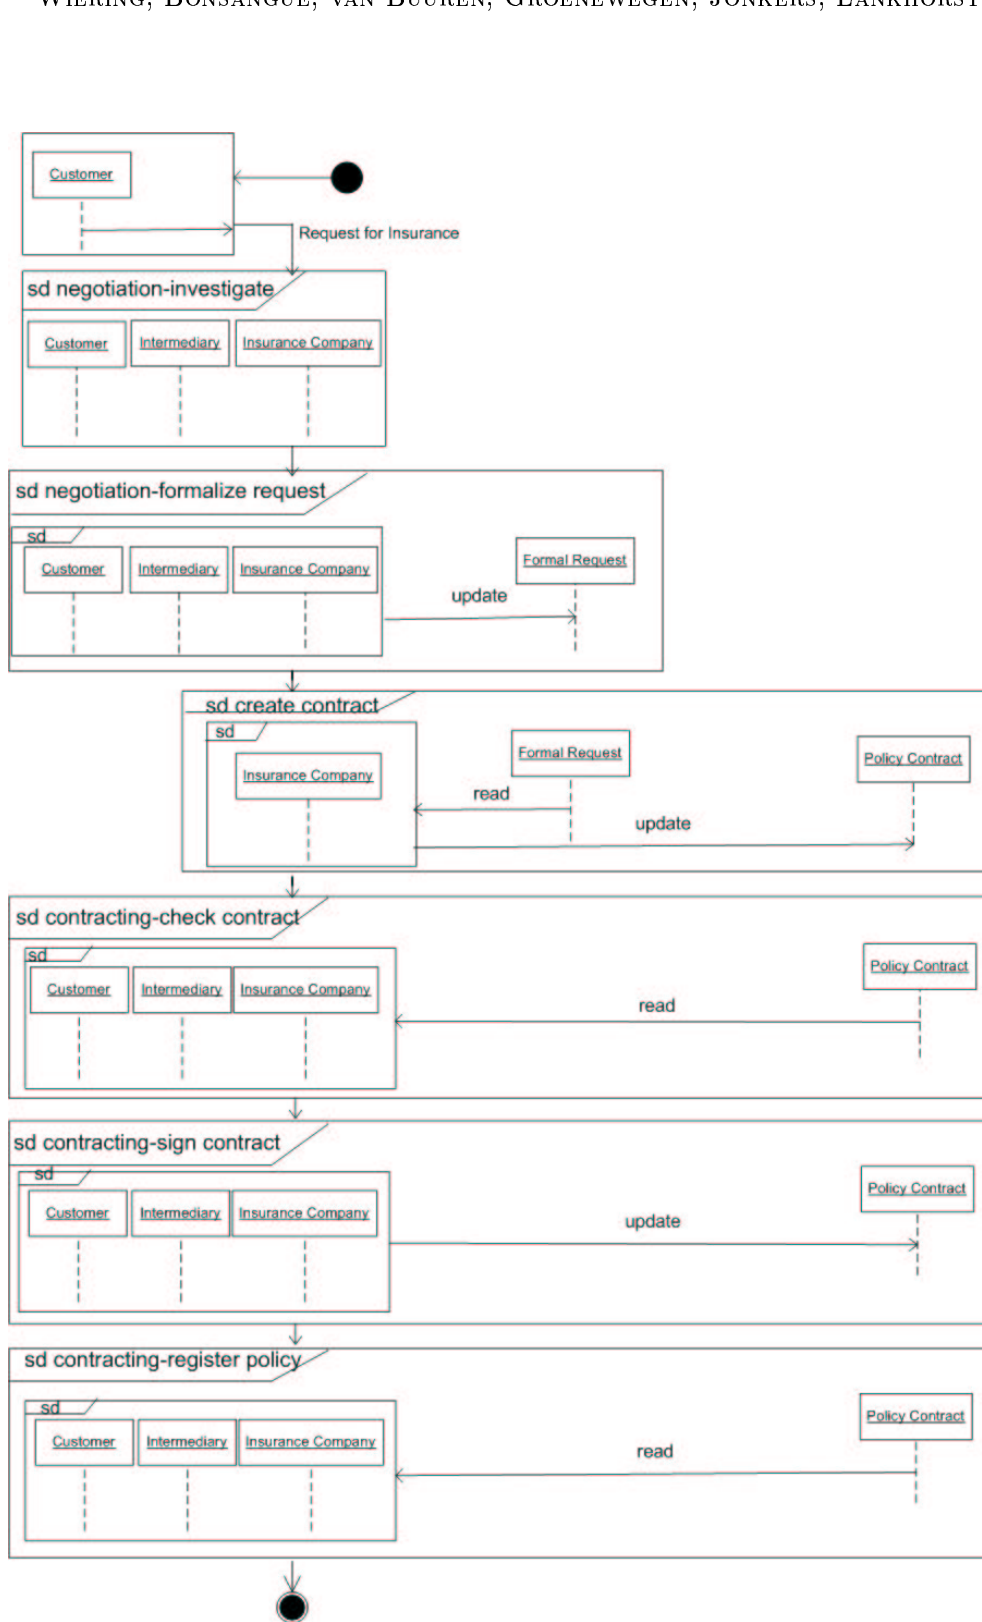 WIERING, BONSANGUE, VAN BUUREN, GROENEWEGEN, JONKERS, LANKHORST
Customer
Request for Insurance
sd negotiation-investigate
Customer Intermediary Insurance Company
sd negotiation-formalize request
sd
Customer Intermediary Insurance Company Formal Request
update
sd create contract
sd
Insurance Company Formal Request Policy Contract
read
update
sd contracting-check contract
sd
Customer Intermediary Insurance Company Policy Contract
read
sd contracting-sign contract
sd
Customer Intermediary Insurance Company Policy Contract
update
sd contracting-register policy
sd
Customer Intermediary Insurance Company Policy Contract
read